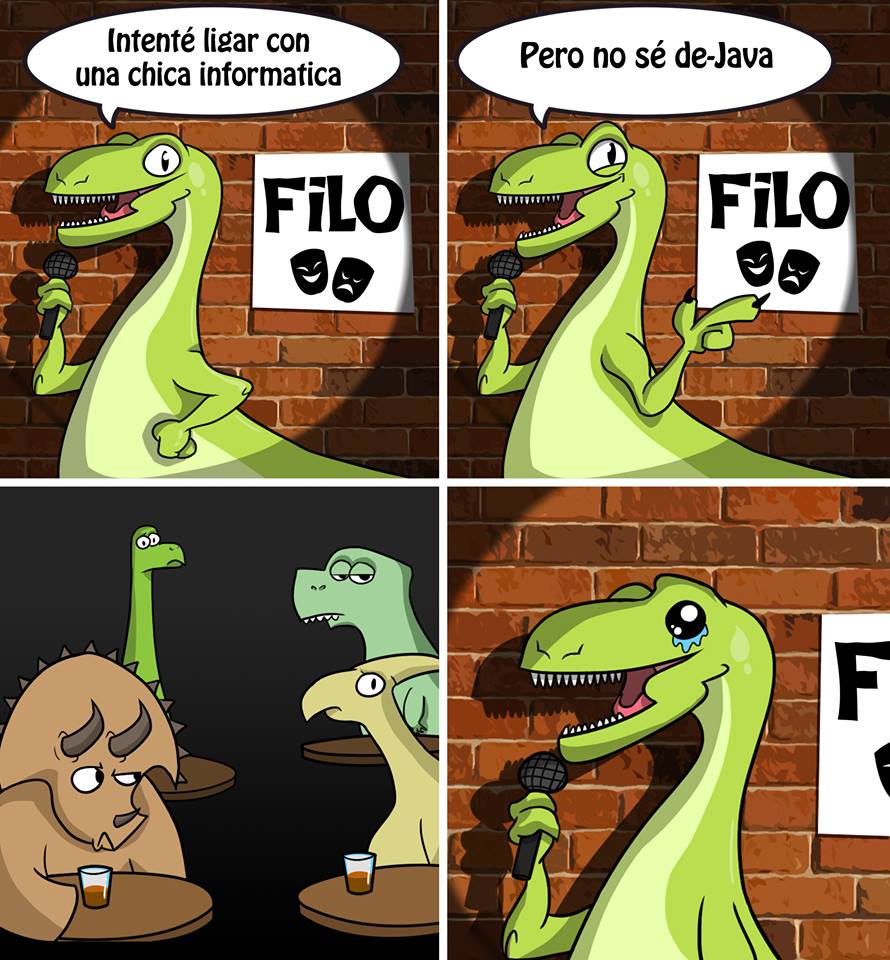 Intenté ligar con
una chica informatica
Pero no sé de-Java
FiLO
FiLO
F